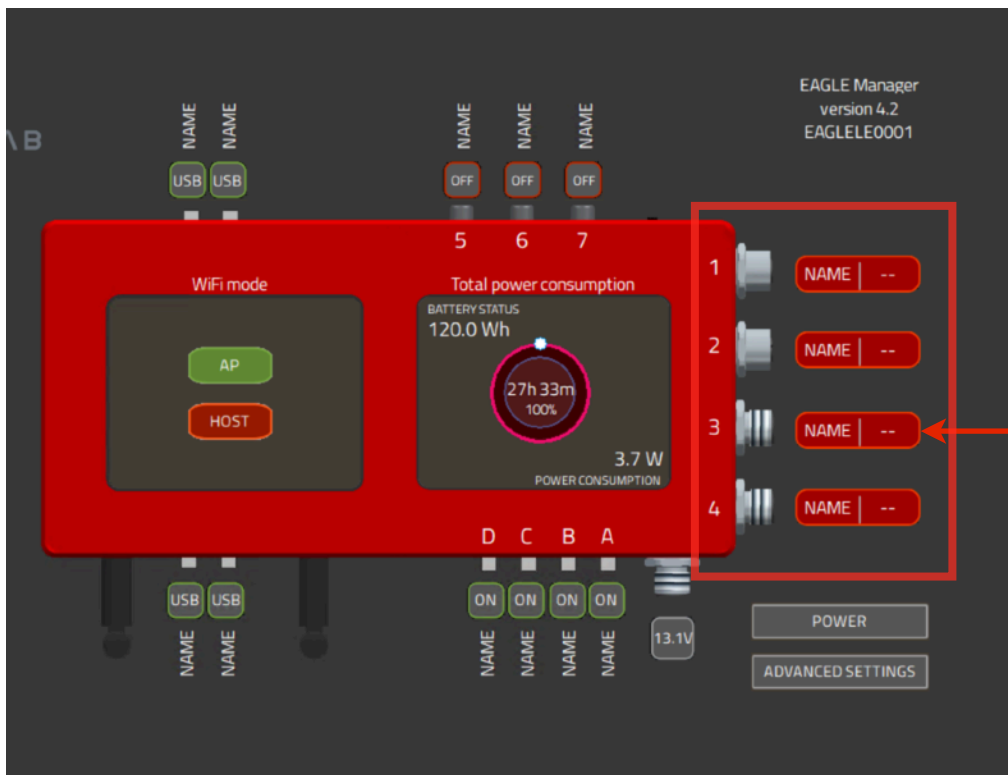 EAGLE Manager
version 4.2
EAGLELE0001
AB
NAME NAME
USB USB
NAME NAME NAME
OFF OFF OFF
5 6 7
WiFi mode
AP
HOST
Total power consumption
BATTERY STATUS
120.0 Wh
27h 33m
100%
3.7 W
POWER CONSUMPTION
1 NAME --
2 NAME --
3 NAME --
4 NAME --
D C B A
USB USB
NAME NAME
ON ON ON ON
NAME NAME NAME NAME
13.1V
POWER
ADVANCED SETTINGS